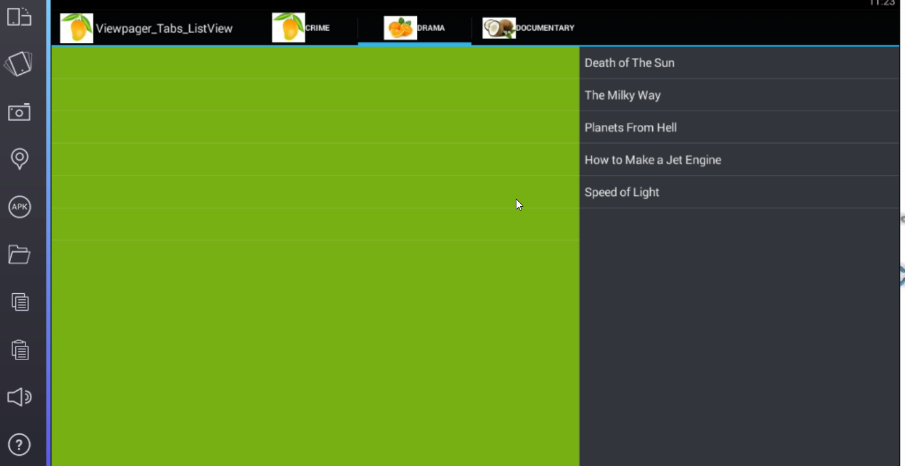 11:23
Viewpager_Tabs_ListView
CRIME
DRAMA
DOCUMENTARY
Death of The Sun
The Milky Way
Planets From Hell
How to Make a Jet Engine
Speed of Light
APK
?